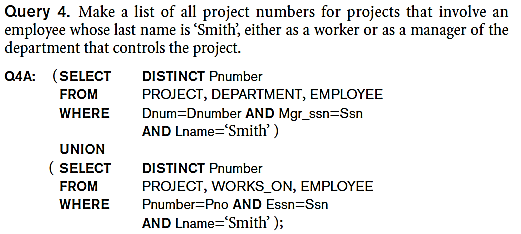 Query 4. Make a list of all project numbers for projects that involve an
employee whose last name is ‘Smith’, either as a worker or as a manager of the
department that controls the project.
Q4A: ( SELECT DISTINCT Pnumber
FROM PROJECT, DEPARTMENT, EMPLOYEE
WHERE Dnum=Dnumber AND Mgr_ssn=Ssn
AND Lname=‘Smith’ )
UNION
( SELECT DISTINCT Pnumber
FROM PROJECT, WORKS_ON, EMPLOYEE
WHERE Pnumber=Pno AND Essn=Ssn
AND Lname=‘Smith’ );